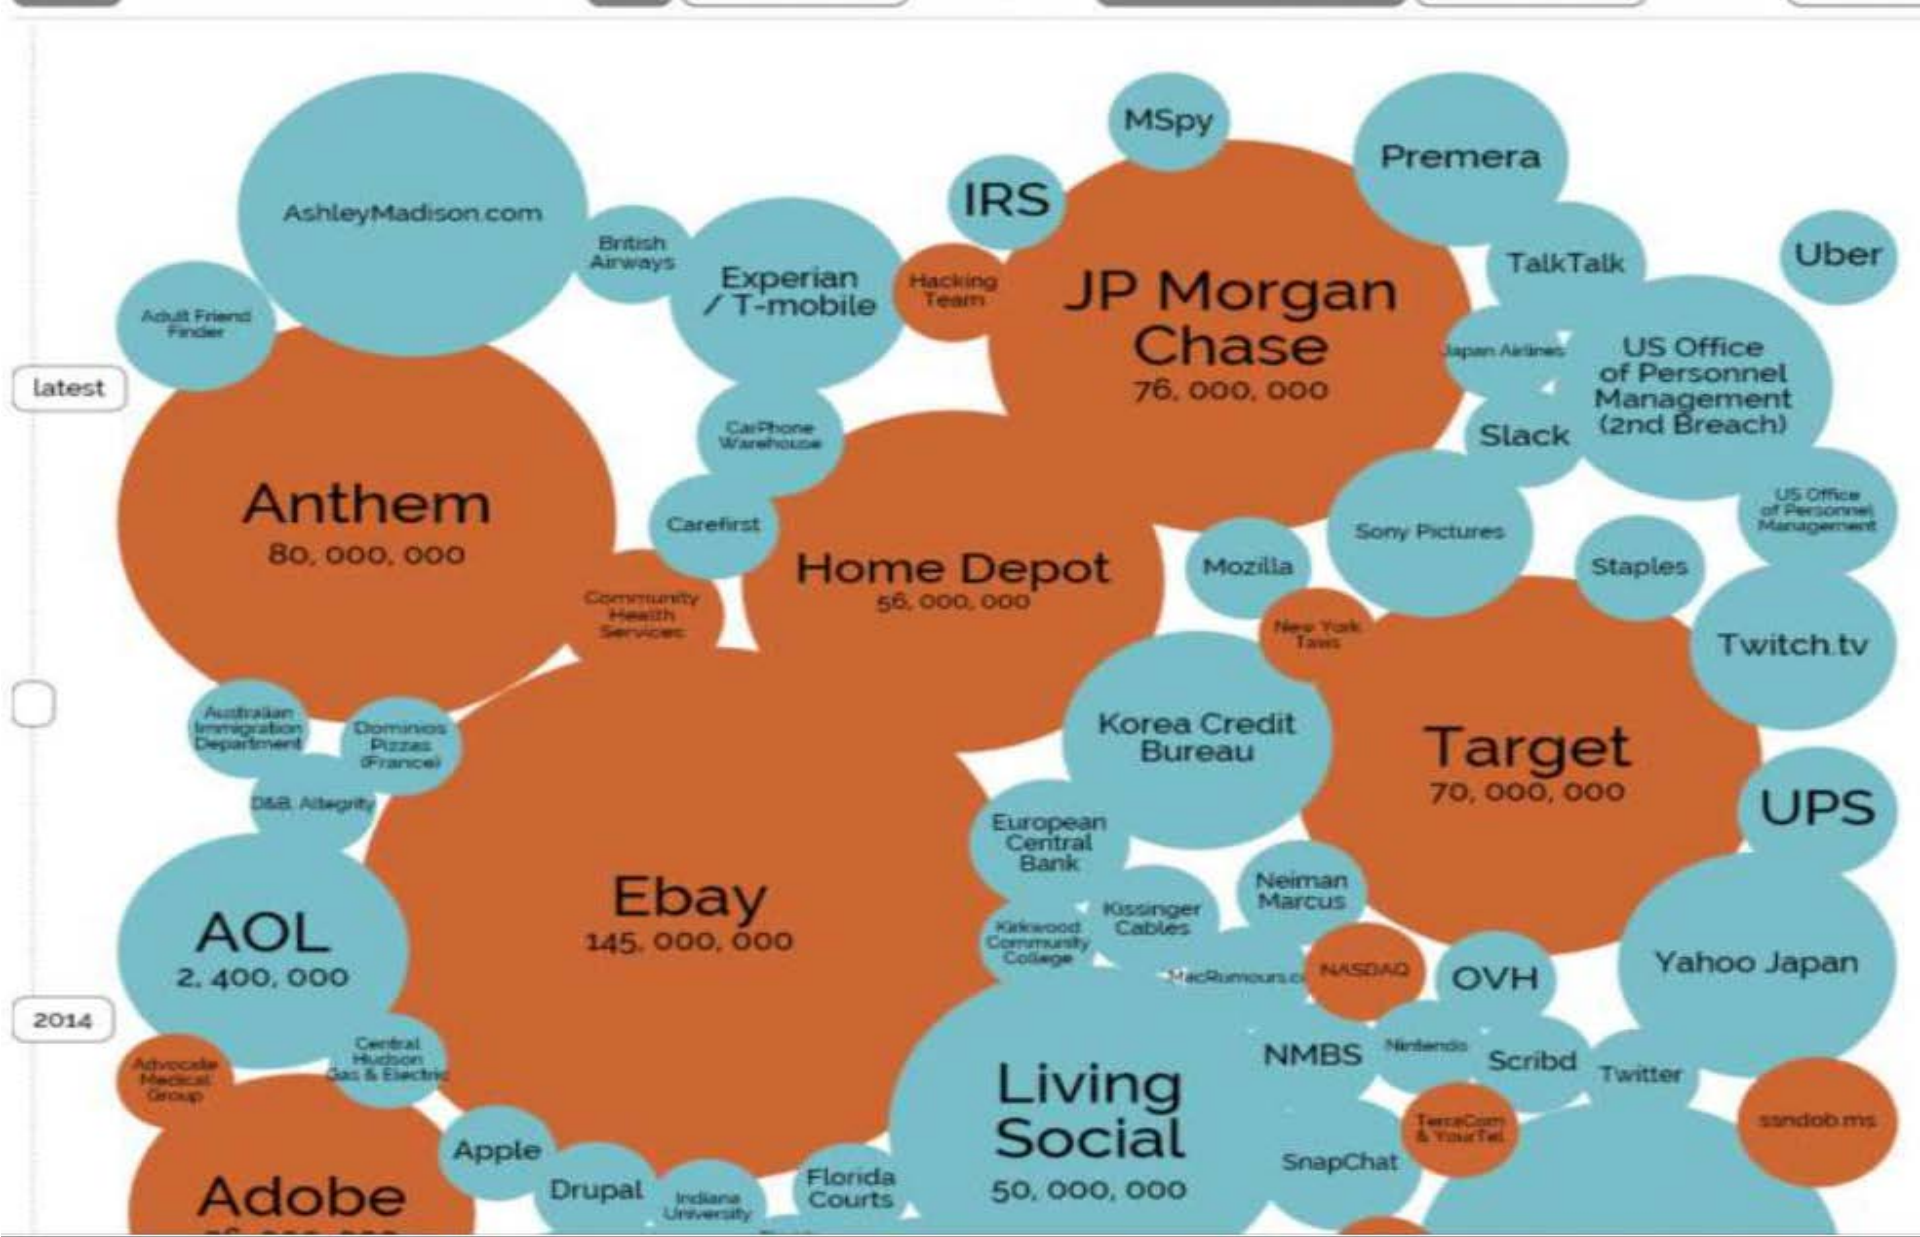 MSpy
Premera
IRS
AshleyMadison.com
British
Airways
Uber
TalkTalk
Experian
/ T-mobile
Hacking
Team
JP Morgan
Chase
76, 000, 000
Adult Friend
Finder
Japan Airlines
US Office
of Personnel
Management
(2nd Breach)
latest
CarPhone
Warehouse
Slack
Anthem
80, 000, 000
Carefirst
US Office
of Personnel
Management
Sony Pictures
Home Depot
56, 000, 000
Mozilla
Staples
Community
Health
Services
New York
Taxis
Twitch.tv
Australian
Immigration
Department
Dominios
Pizzas
(France)
Korea Credit
Bureau
Target
70, 000, 000
D&B, Altegrity
UPS
European
Central
Bank
Ebay
145, 000, 000
Neiman
Marcus
Kissinger
Cables
AOL
2, 400, 000
Kirkwood
Community
College
MacRumours.c
NASDAQ
OVH
Yahoo Japan
2014
Central
Hudson
Gas & Electric
Advocate
Medical
Group
NMBS
Nintendo
Scribd
Twitter
Living
Social
50, 000, 000
TerraCom
& YourTel
ssndob.ms
Apple
SnapChat
Drupal
Indiana
University
Florida
Courts
Adobe